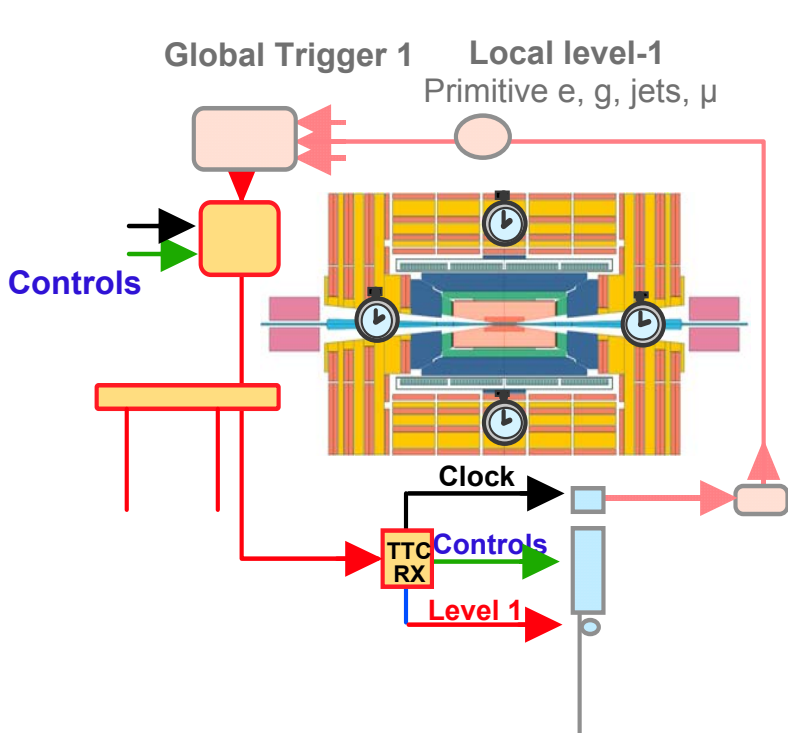 Global Trigger 1
Local level-1
Primitive e, g, jets, μ
Controls
Clock
TTC
RX
Controls
Level 1